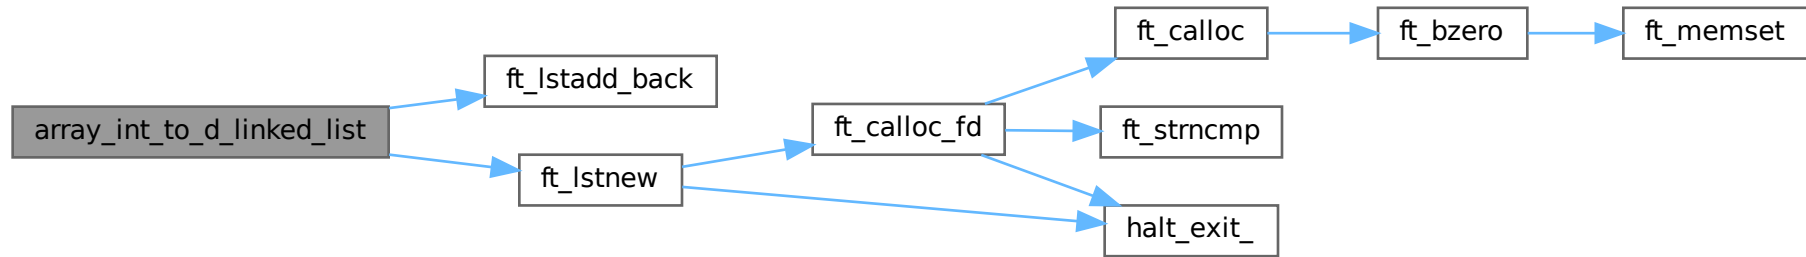 array_int_to_d_linked_list
ft_lstadd_back
ft_lstnew
ft_calloc_fd
ft_calloc
ft_strncmp
halt_exit_
ft_bzero
ft_memset